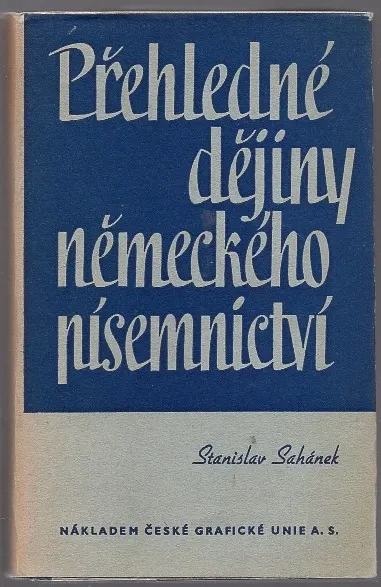 Přehledné
dějiny
německého
písemnictví
Stanislav Sahánek
NÁKLADEM ČESKÉ GRAFICKÉ UNIE A. S.